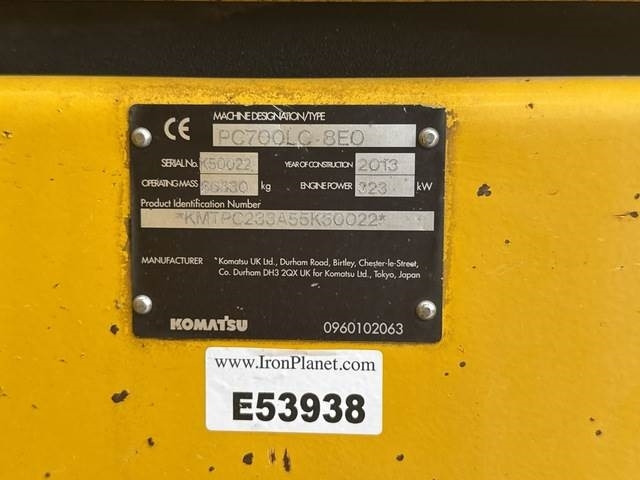 CE
MACHINE DESIGNATION/TYPE
PC700LC-8E0
SERIAL No. K50022 YEAR OF CONSTRUCTION 2013
OPERATING MASS kg ENGINE POWER 323 kW
Product Identification Number
*KMTPC233A55K50022*
MANUFACTURER *Komatsu UK Ltd., Durham Road, Birtley, Chester-le-Street,
Co. Durham DH3 2QX UK for Komatsu Ltd., Tokyo, Japan
KOMATSU 0960102063
www.IronPlanet.com
E53938